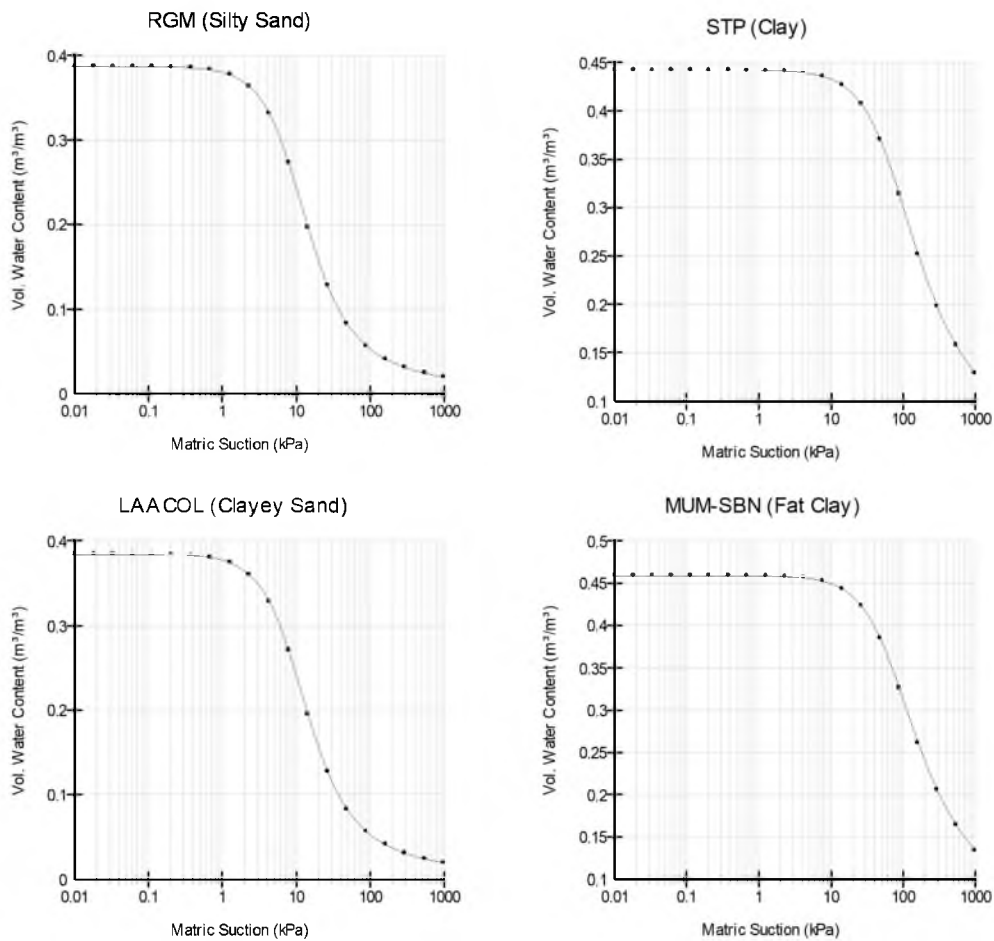 RGM (Silty Sand)
Vol. Water Content (m³/m³)
0.4
0.3
0.2
0.1
0
0.01 0.1 1 10 100 1000
Matric Suction (kPa)
STP (Clay)
Vol. Water Content (m³/m³)
0.45
0.4
0.35
0.3
0.25
0.2
0.15
0.1
0.01 0.1 1 10 100 1000
Matric Suction (kPa)
LAACOL (Clayey Sand)
Vol. Water Content (m³/m³)
0.4
0.3
0.2
0.1
0
0.01 0.1 1 10 100 1000
Matric Suction (kPa)
MUM-SBN (Fat Clay)
Vol. Water Content (m³/m³)
0.5
0.45
0.4
0.35
0.3
0.25
0.2
0.15
0.1
0.01 0.1 1 10 100 1000
Matric Suction (kPa)